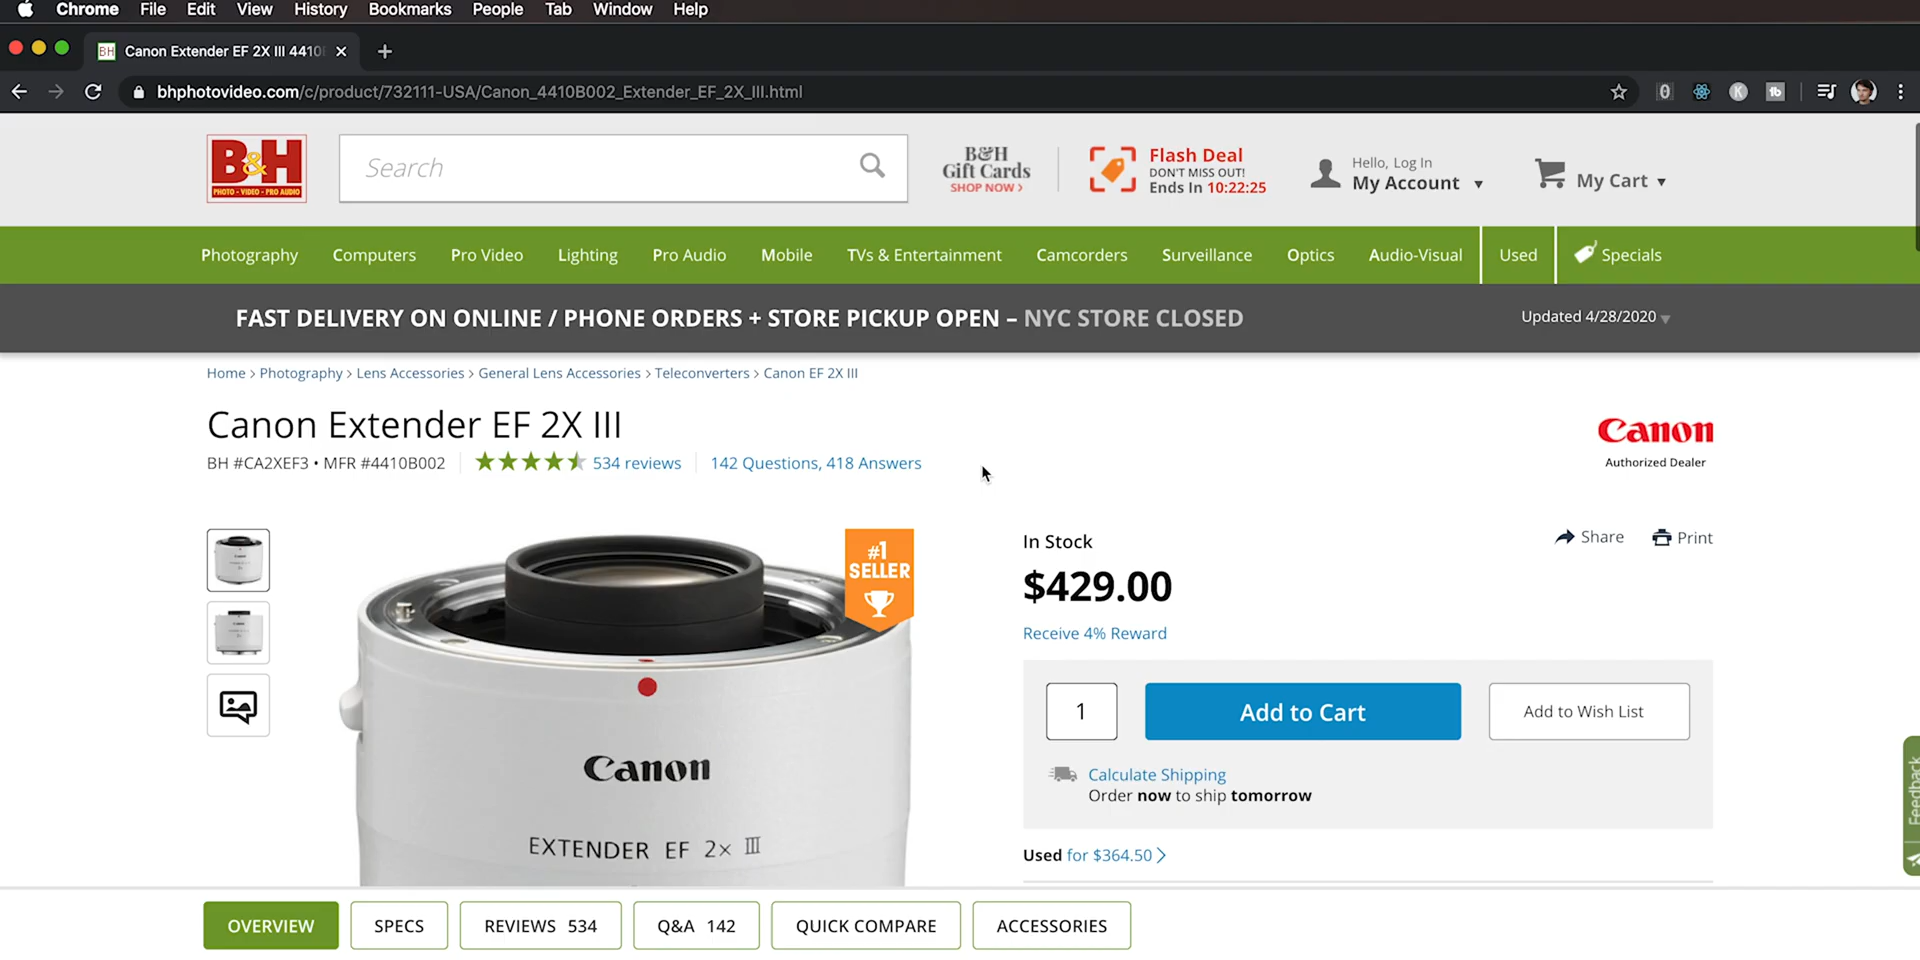 Chrome File Edit View History Bookmarks People Tab Window Help
BH Canon Extender EF 2X III 4410
bhphotovideo.com/c/product/732111-USA/Canon_4410B002_Extender_EF_2X_III.html
B&H
PHOTO - VIDEO - PRO AUDIO
Search
B&H
Gift Cards
SHOP NOW >
Flash Deal
DON'T MISS OUT!
Ends In 10:22:25
Hello, Log In
My Account
My Cart
Photography Computers Pro Video Lighting Pro Audio Mobile TVs & Entertainment Camcorders Surveillance Optics Audio-Visual Used Specials
FAST DELIVERY ON ONLINE / PHONE ORDERS + STORE PICKUP OPEN – NYC STORE CLOSED
Updated 4/28/2020
Home > Photography > Lens Accessories > General Lens Accessories > Teleconverters > Canon EF 2X III
Canon Extender EF 2X III
BH #CA2XEF3 • MFR #4410B002 534 reviews 142 Questions, 418 Answers
Canon
Authorized Dealer
#1
SELLER
Canon
EXTENDER EF 2x III
In Stock
Share Print
$429.00
Receive 4% Reward
1 Add to Cart Add to Wish List
Calculate Shipping
Order now to ship tomorrow
Used for $364.50 >
Feedback
OVERVIEW SPECS REVIEWS 534 Q&A 142 QUICK COMPARE ACCESSORIES